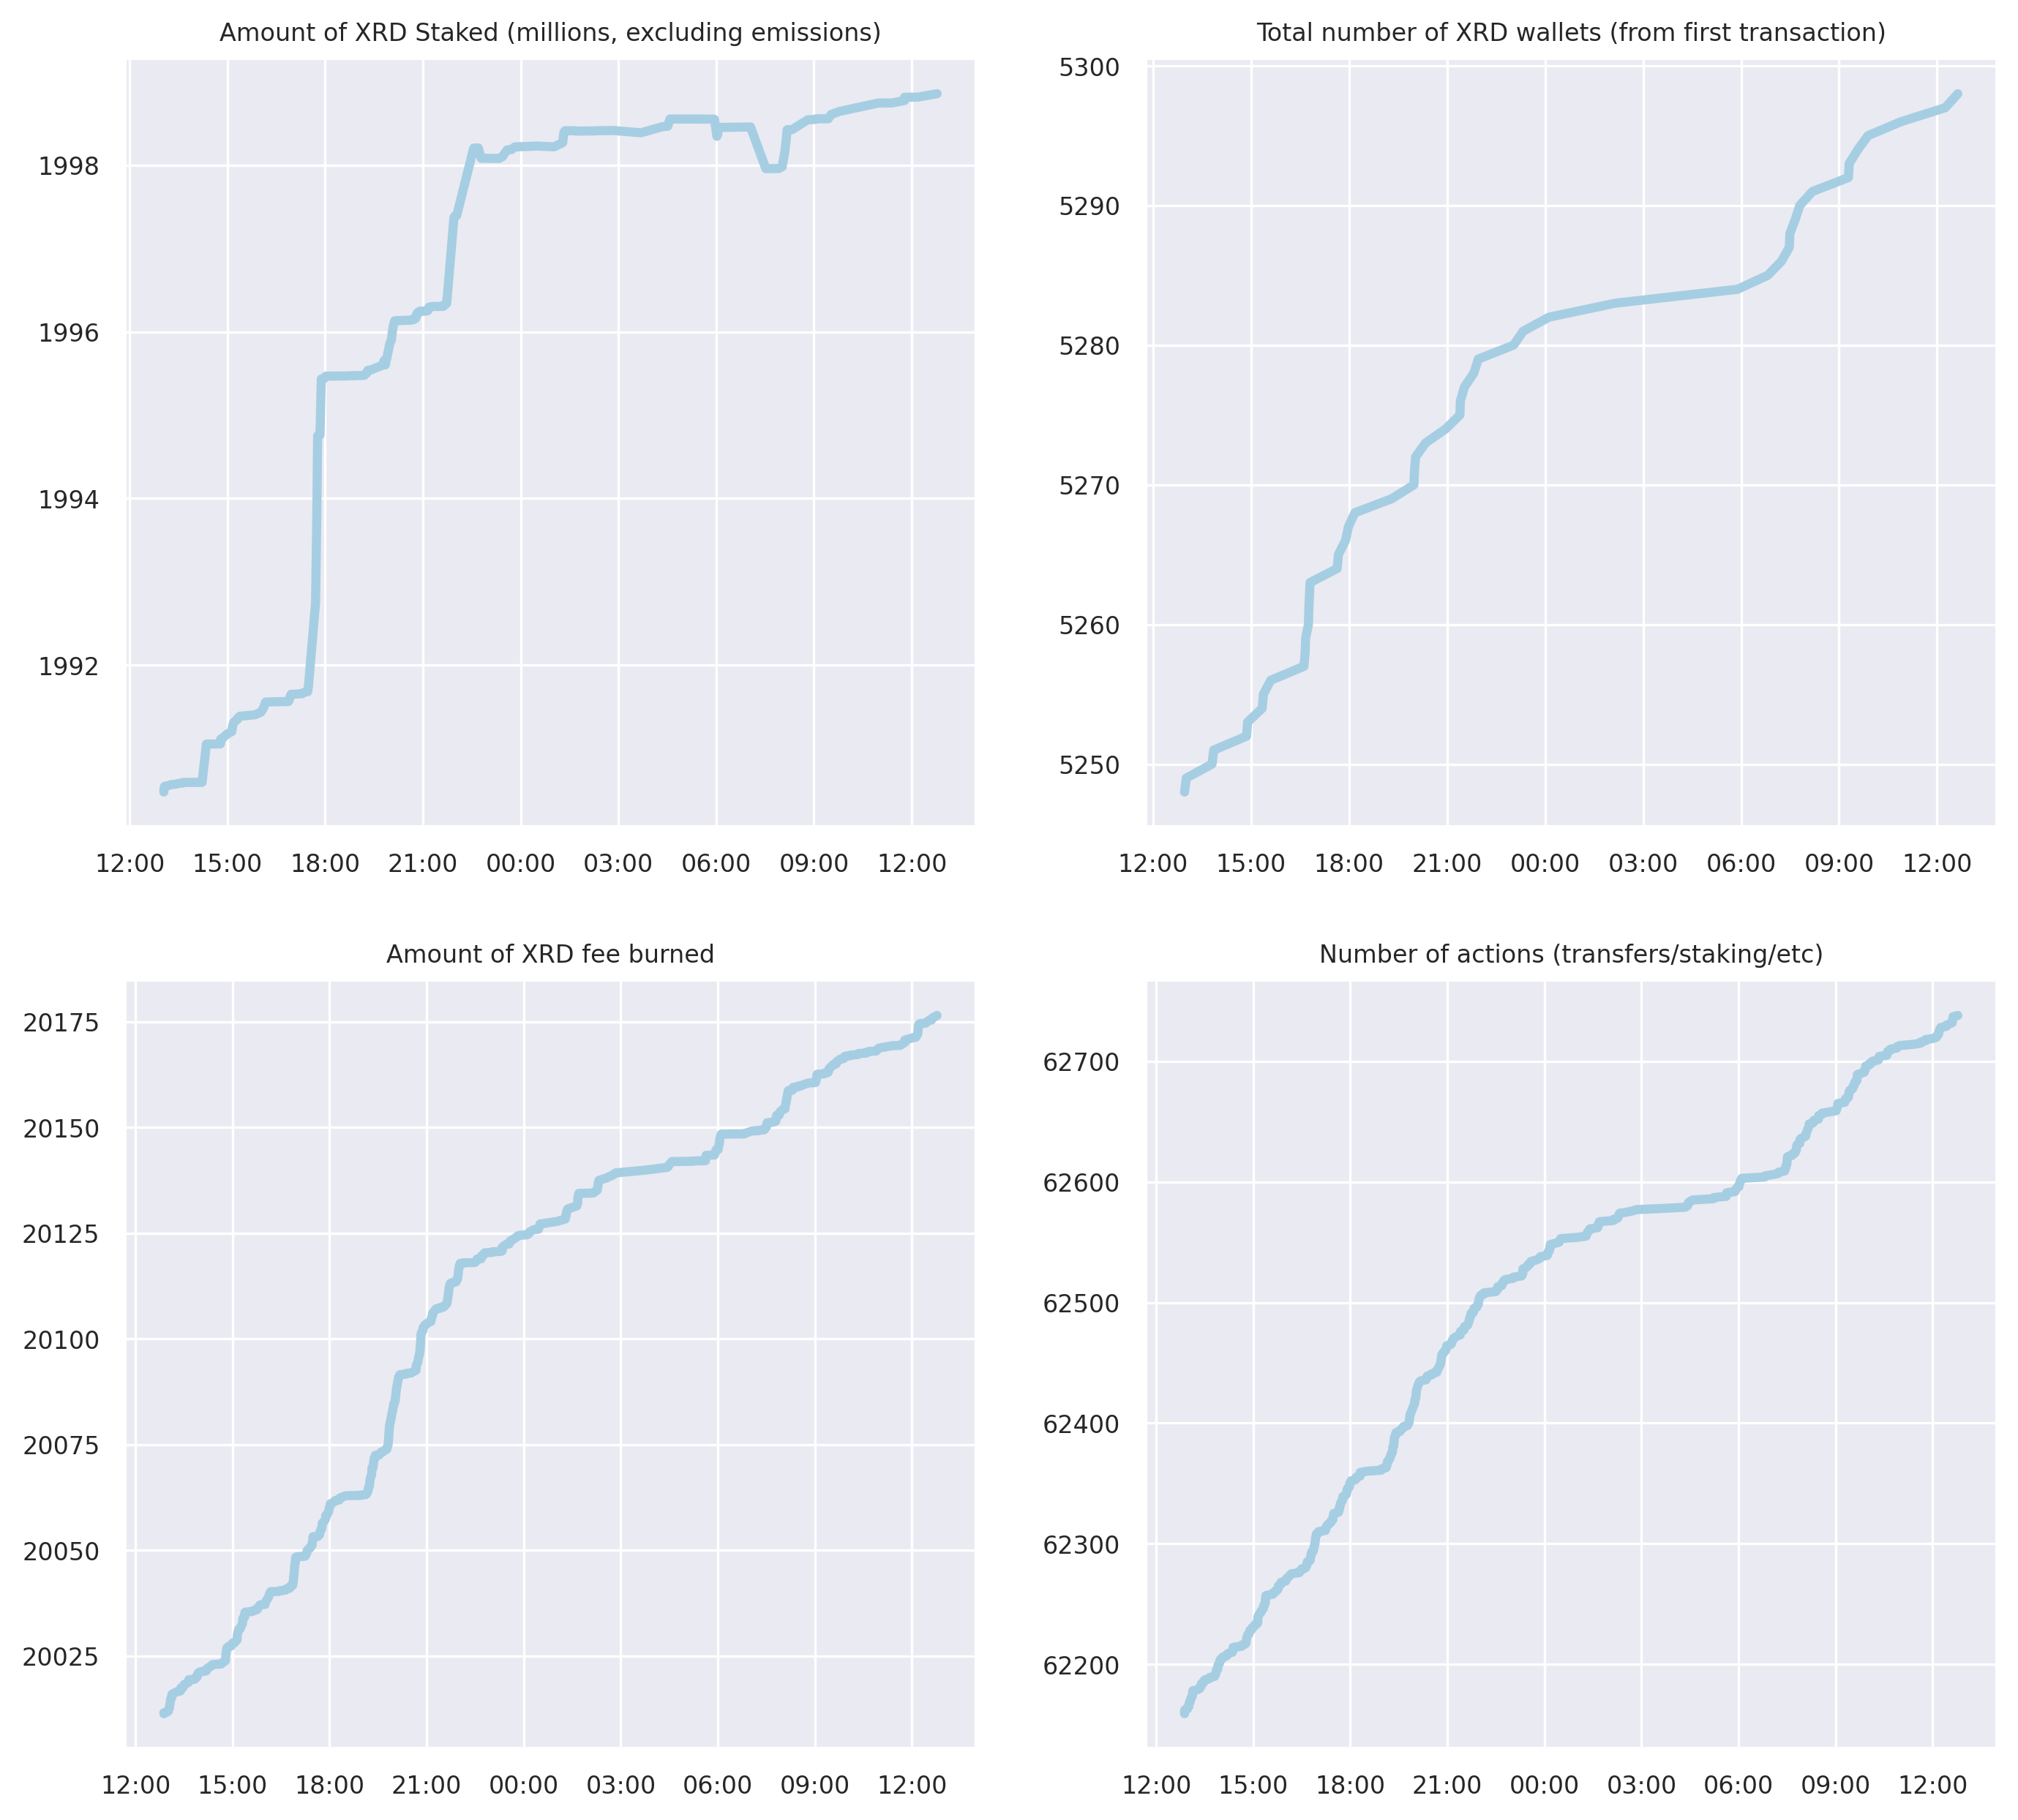 Amount of XRD Staked (millions, excluding emissions)
1998
1996
1994
1992
12:00 15:00 18:00 21:00 00:00 03:00 06:00 09:00 12:00
Total number of XRD wallets (from first transaction)
5300
5290
5280
5270
5260
5250
12:00 15:00 18:00 21:00 00:00 03:00 06:00 09:00 12:00
Amount of XRD fee burned
20175
20150
20125
20100
20075
20050
20025
12:00 15:00 18:00 21:00 00:00 03:00 06:00 09:00 12:00
Number of actions (transfers/staking/etc)
62700
62600
62500
62400
62300
62200
12:00 15:00 18:00 21:00 00:00 03:00 06:00 09:00 12:00